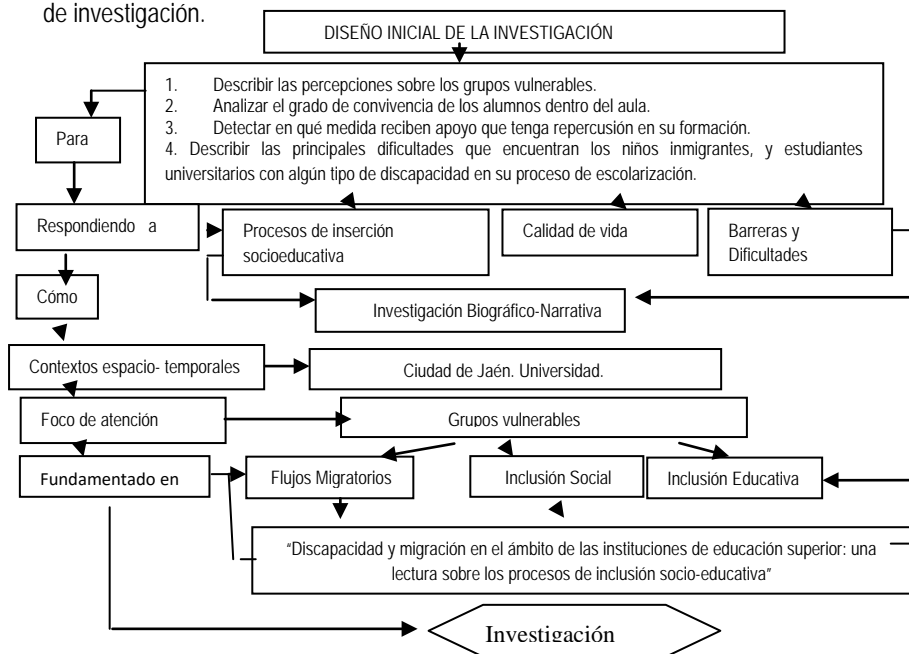 de investigación.
DISEÑO INICIAL DE LA INVESTIGACIÓN
1. Describir las percepciones sobre los grupos vulnerables.
2. Analizar el grado de convivencia de los alumnos dentro del aula.
3. Detectar en qué medida reciben apoyo que tenga repercusión en su formación.
4. Describir las principales dificultades que encuentran los niños inmigrantes, y estudiantes
universitarios con algún tipo de discapacidad en su proceso de escolarización.
Para
Respondiendo a
Procesos de inserción
socioeducativa
Calidad de vida
Barreras y
Dificultades
Cómo
Investigación Biográfico-Narrativa
Contextos espacio- temporales
Ciudad de Jaén. Universidad.
Foco de atención
Grupos vulnerables
Fundamentado en
Flujos Migratorios
Inclusión Social
Inclusión Educativa
“Discapacidad y migración en el ámbito de las instituciones de educación superior: una
lectura sobre los procesos de inclusión socio-educativa”
Investigación